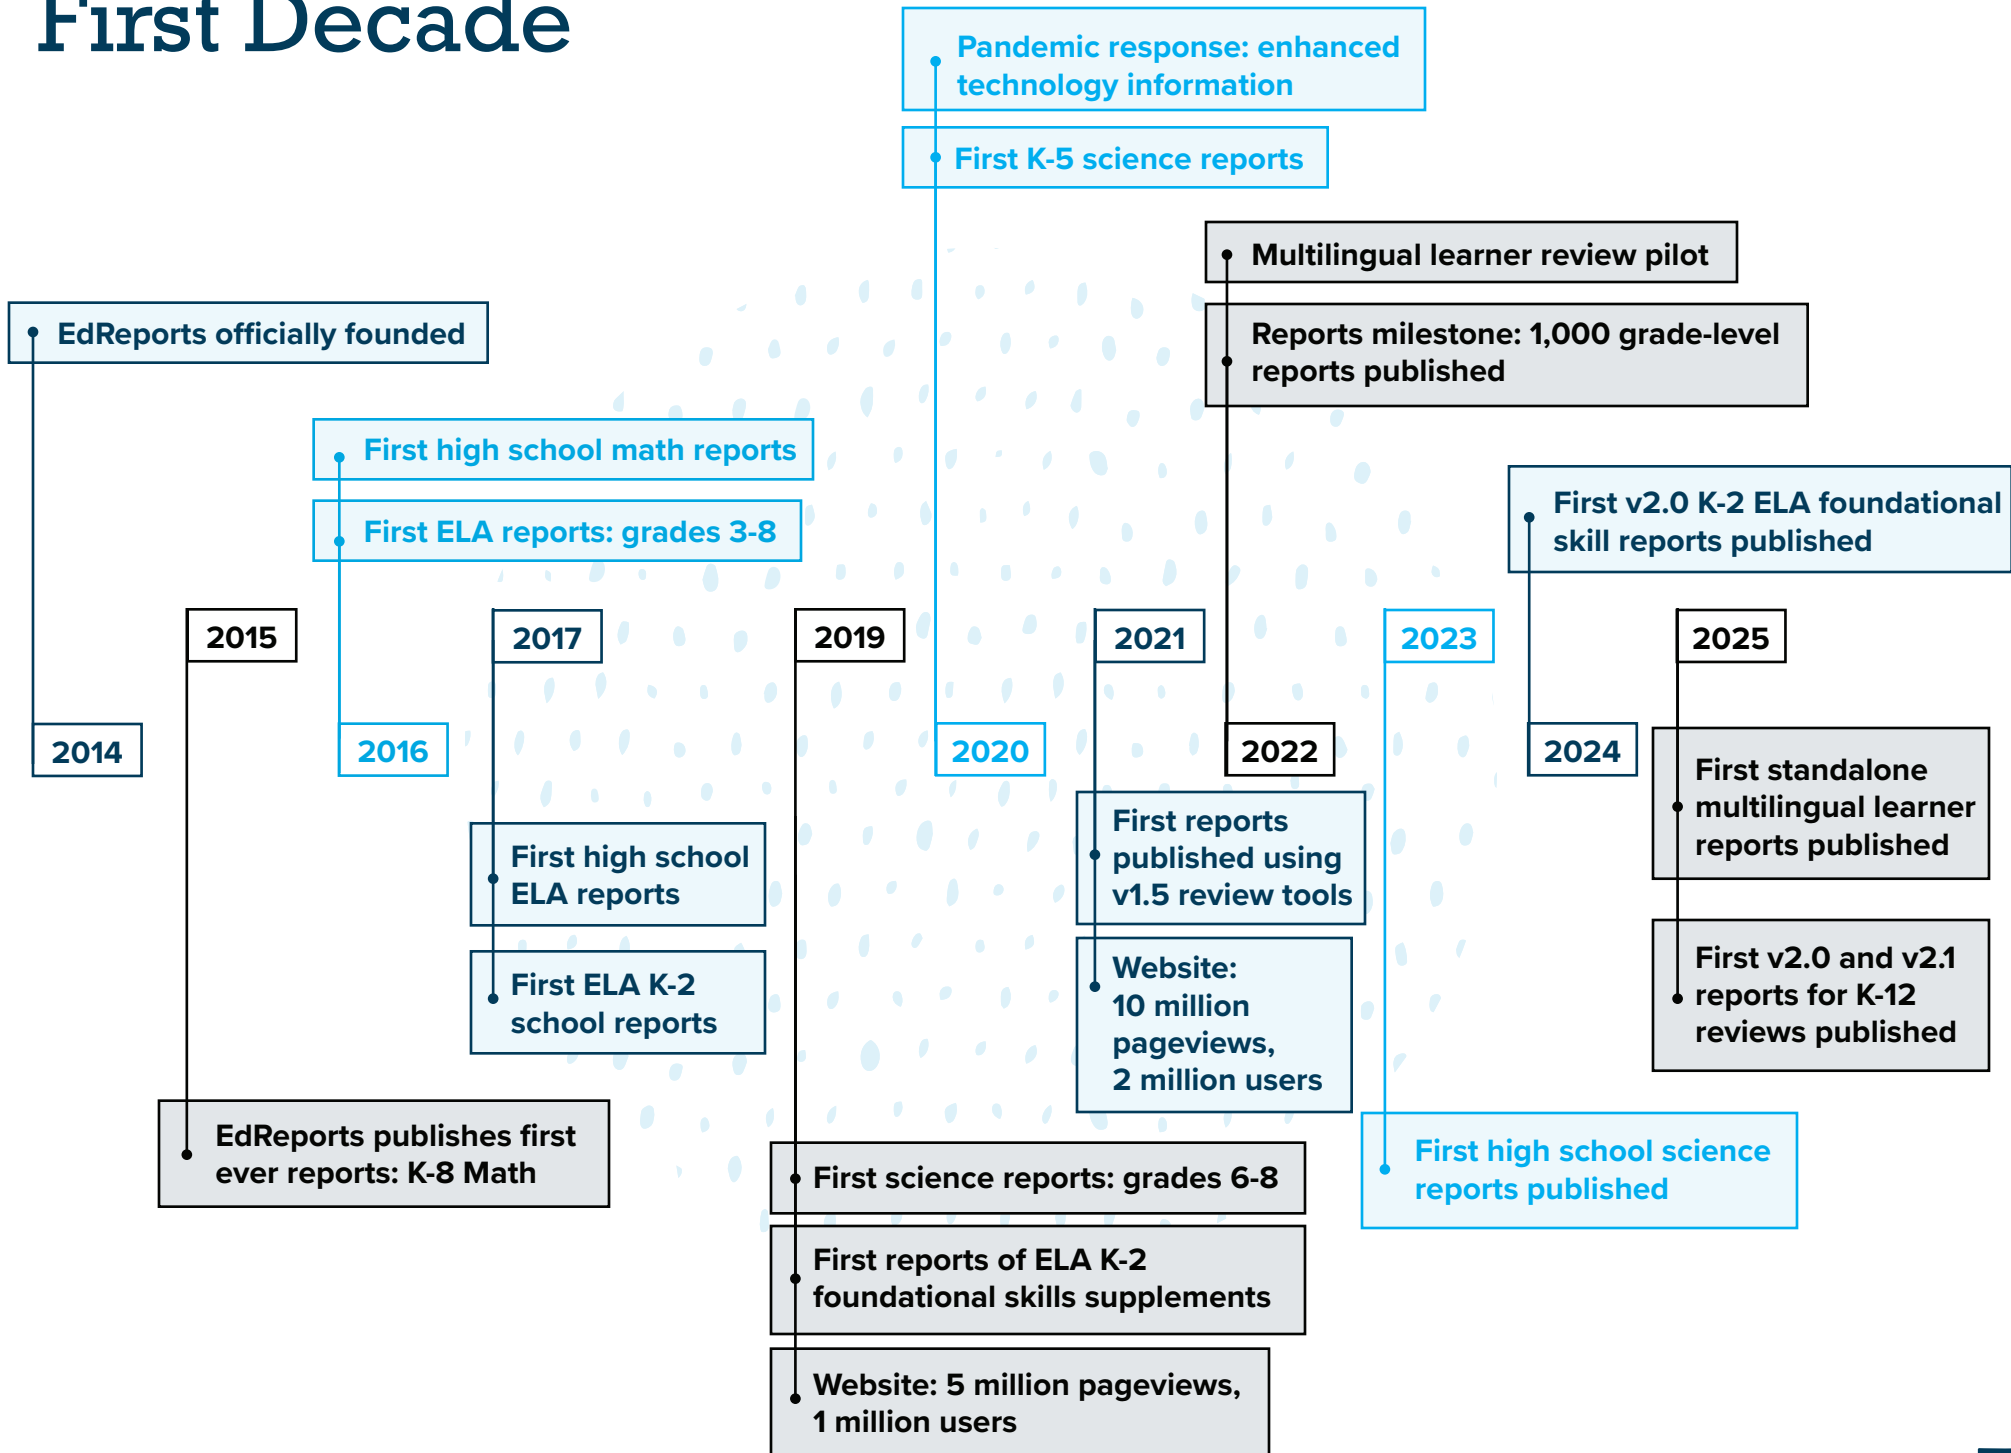 First Decade
Pandemic response: enhanced
technology information
First K-5 science reports
Multilingual learner review pilot
Reports milestone: 1,000 grade-level
reports published
EdReports officially founded
First high school math reports
First ELA reports: grades 3-8
First v2.0 K-2 ELA foundational
skill reports published
2015
2017
2019
2021
2023
2025
2014
2016
2020
2022
2024
First high school
ELA reports
First ELA K-2
school reports
First reports
published using
v1.5 review tools
Website:
10 million
pageviews,
2 million users
First standalone
multilingual learner
reports published
First v2.0 and v2.1
reports for K-12
reviews published
EdReports publishes first
ever reports: K-8 Math
First science reports: grades 6-8
First reports of ELA K-2
foundational skills supplements
Website: 5 million pageviews,
1 million users
First high school science
reports published